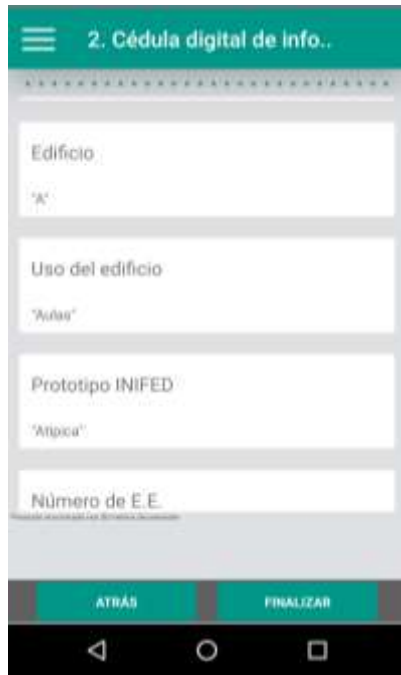 2. Cédula digital de info..
Edificio
"A"
Uso del edificio
"Aulas"
Prototipo INIFED
"Atípica"
Número de E.E.
ATRÁS
FINALIZAR